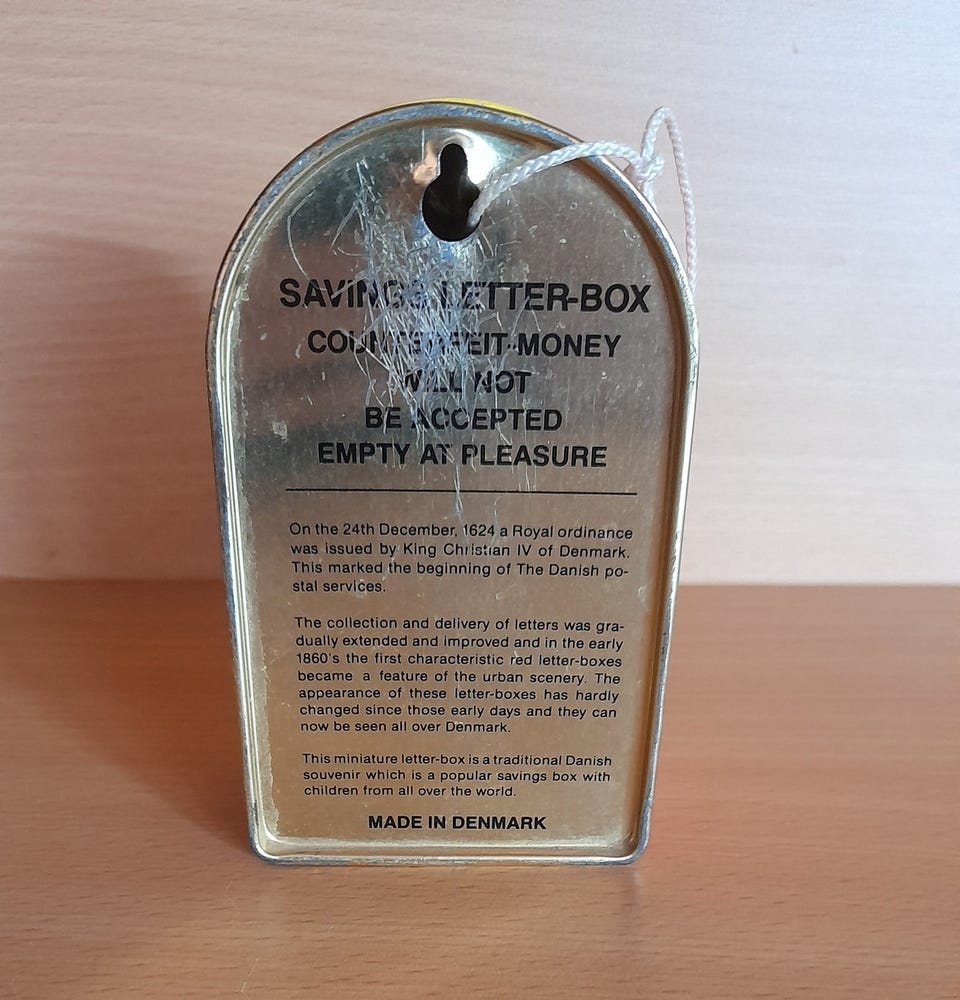 SAVINGS LETTER-BOX
COUNTERFEIT-MONEY
WILL NOT
BE ACCEPTED
EMPTY AT PLEASURE
On the 24th December, 1624 a Royal ordinance
was issued by King Christian IV of Denmark.
This marked the beginning of The Danish po-
stal services.
The collection and delivery of letters was gra-
dually extended and improved and in the early
1860's the first characteristic red letter-boxes
became a feature of the urban scenery. The
appearance of these letter-boxes has hardly
changed since those early days and they can
now be seen all over Denmark.
This miniature letter-box is a traditional Danish
souvenir which is a popular savings box with
children from all over the world.
MADE IN DENMARK